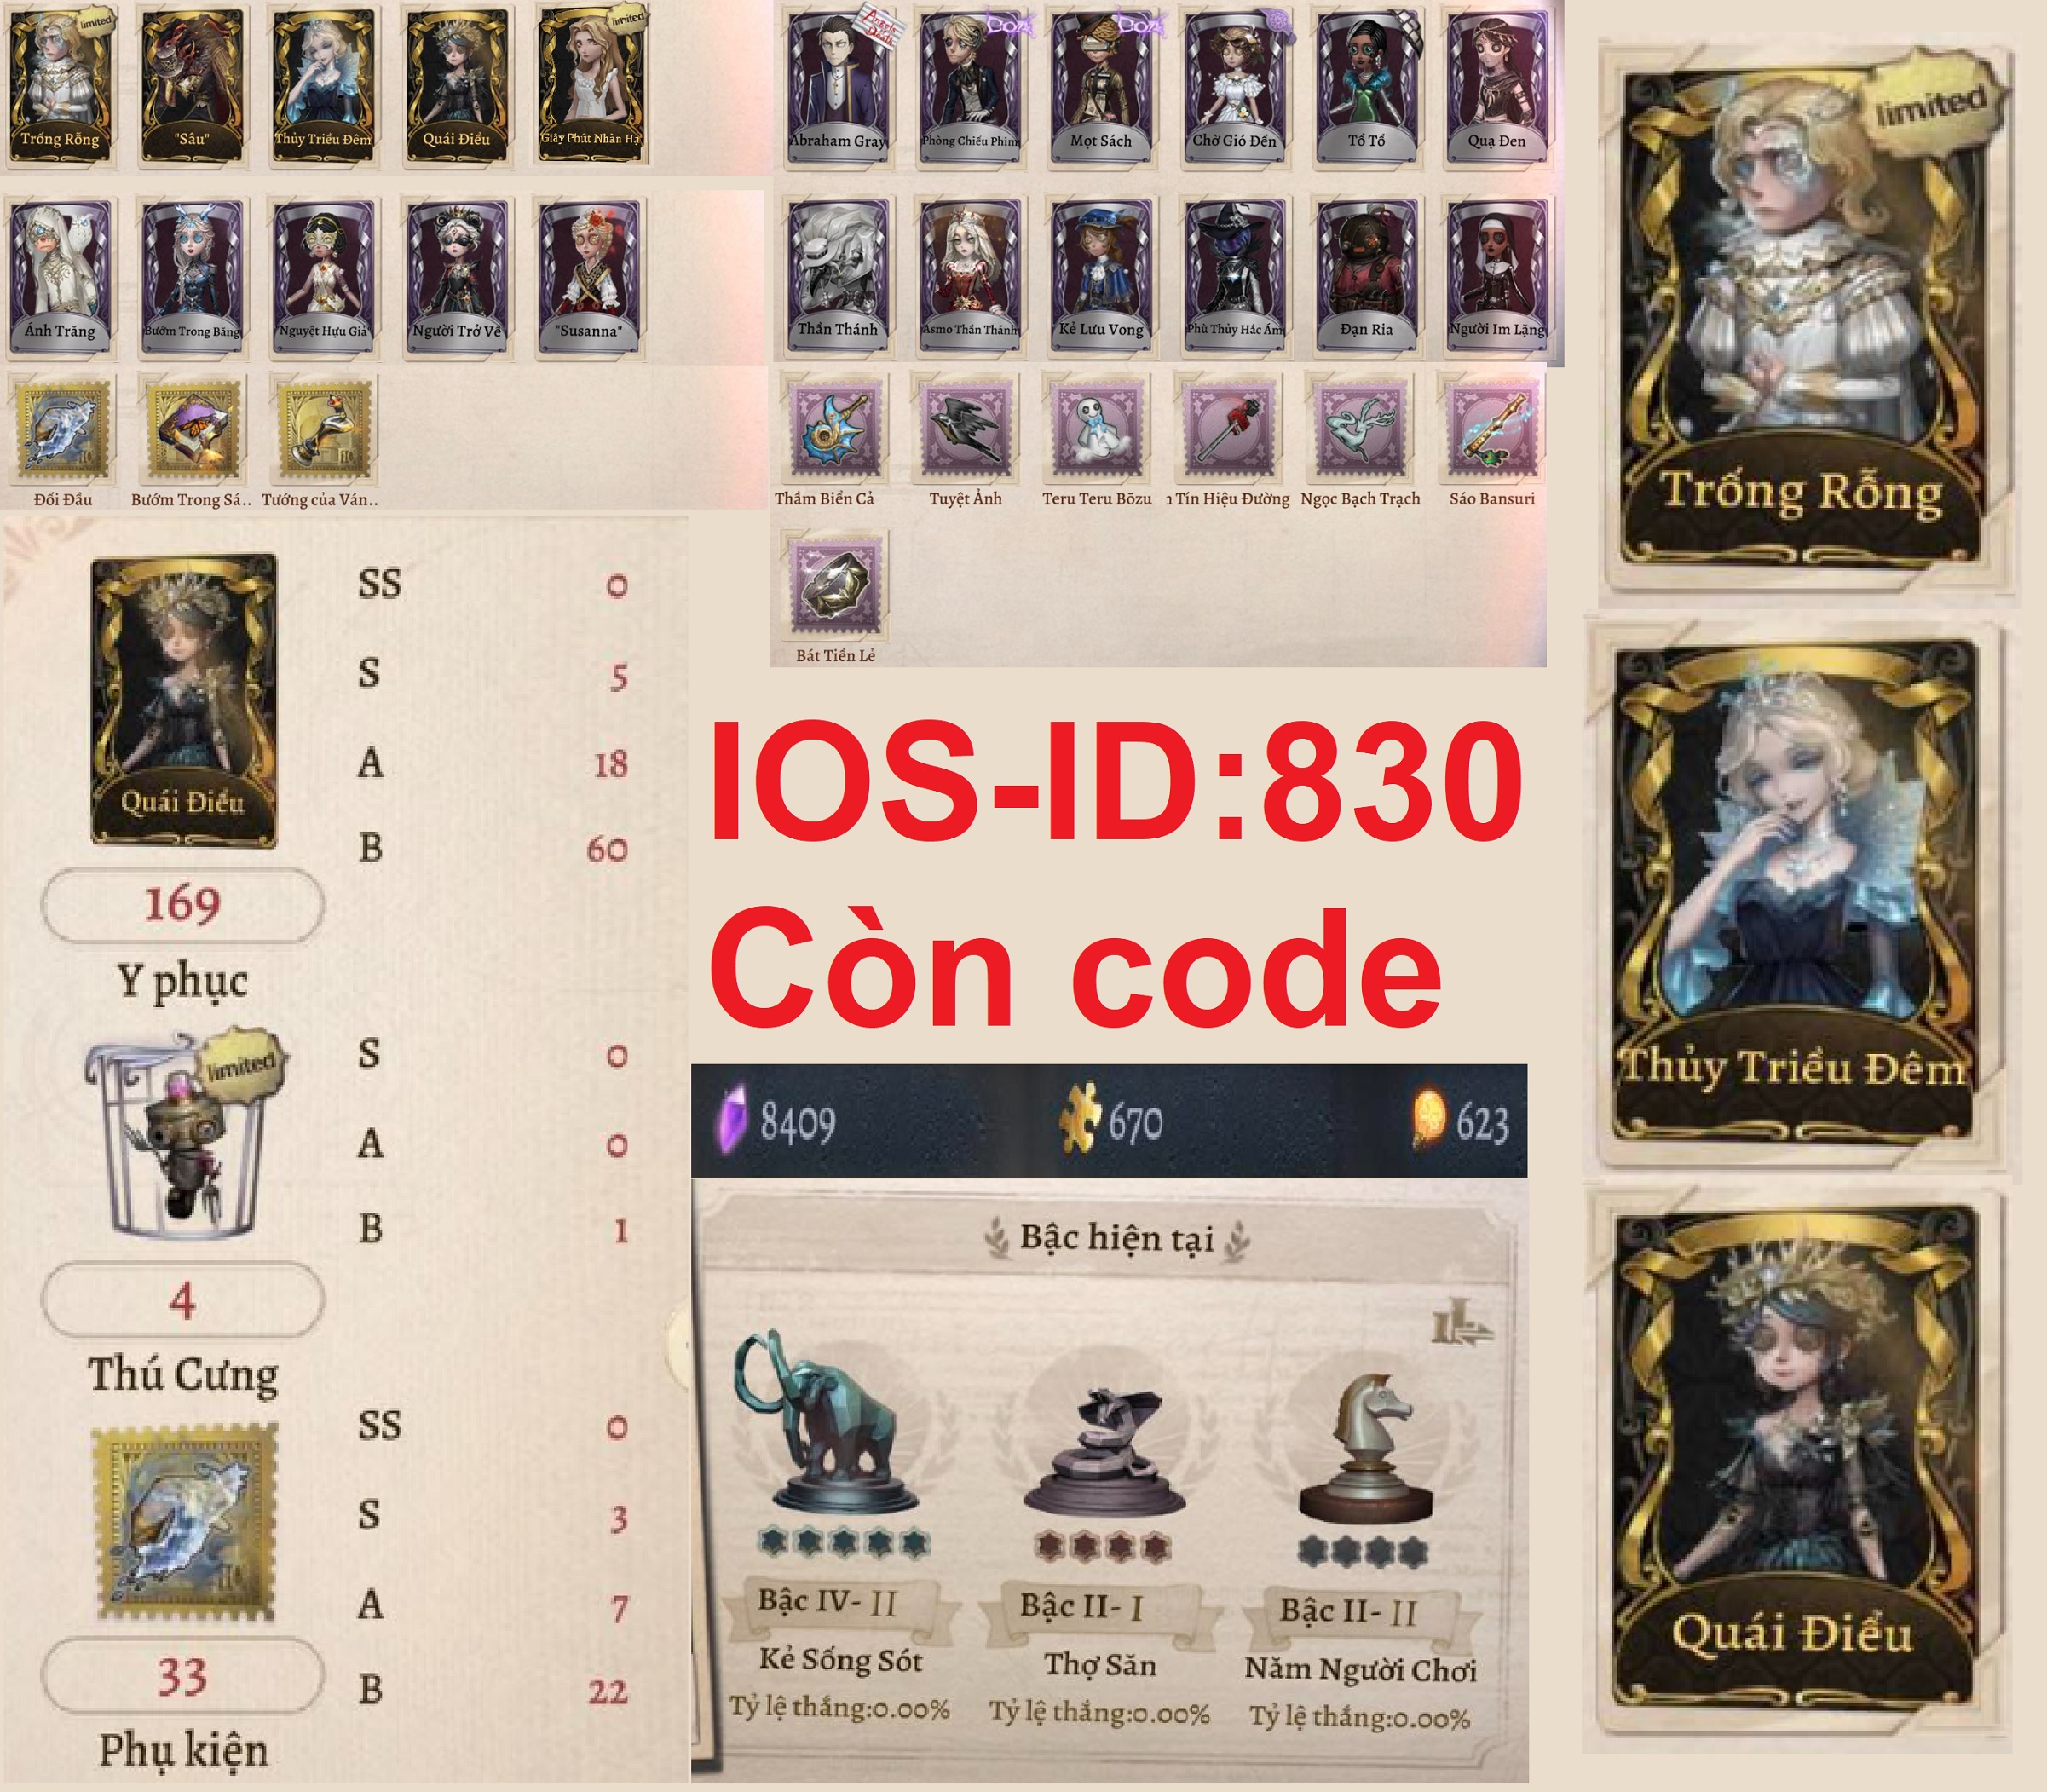 limited
Trống Rỗng
"Sâu"
Thủy Triều Đêm
Quái Điểu
limited
Giây Phút Nhàn Hạ
Ánh Trăng
Bướm Trong Băng
Nguyệt Hựu Giả
Người Trở Về
"Susanna"
Đối Đầu
Bướm Trong Sá..
Tướng của Ván..
Angels of Death
Abraham Gray
Phòng Chiếu Phim
Mọt Sách
Chờ Gió Đến
Tổ Tổ
Quạ Đen
Thần Thánh
Asmo Thần Thánh
Kẻ Lưu Vong
Phù Thủy Hắc Ám
Đạn Ria
Người Im Lặng
Thầm Biển Cả
Tuyệt Ảnh
Teru Teru Bōzu
Tín Hiệu Đường
Ngọc Bạch Trạch
Sáo Bansuri
Bát Tiền Lẻ
Quái Điểu
SS 0
S 5
A 18
B 60
169
Y phục
limited
S 0
A 0
B 1
4
Thú Cưng
SS 0
S 3
A 7
B 22
33
Phụ kiện
IOS-ID:830
Còn code
8409 670 623
Bậc hiện tại
Bậc IV- II
Kẻ Sống Sót
Tỷ lệ thắng:0.00%
Bậc II- I
Thợ Săn
Tỷ lệ thắng:0.00%
Bậc II- II
Năm Người Chơi
Tỷ lệ thắng:0.00%
limited
Trống Rỗng
Thủy Triều Đêm
Quái Điểu